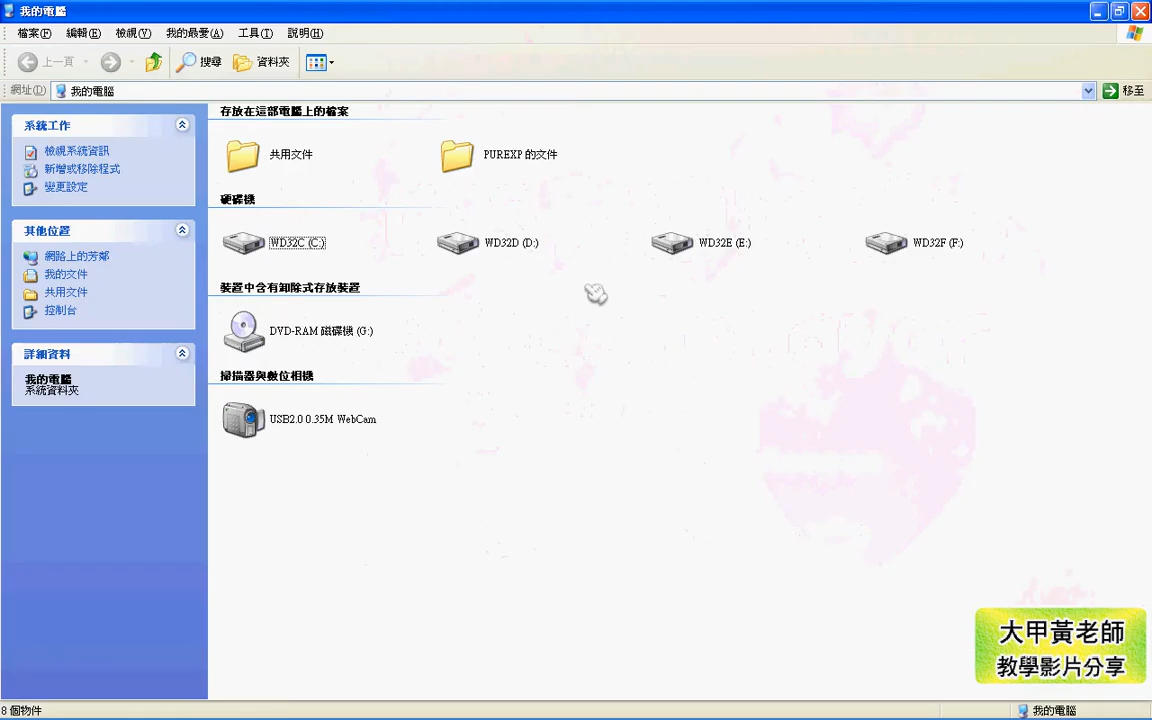 我的電腦
檔案(F) 編輯(E) 檢視(V) 我的最愛(A) 工具(T) 說明(H)
上一頁 搜尋 資料夾
網址(D) 我的電腦 移至
系統工作
檢視系統資訊
新增或移除程式
變更設定
其他位置
網路上的芳鄰
我的文件
共用文件
控制台
詳細資料
我的電腦
系統資料夾
存放在這部電腦上的檔案
共用文件 PUREXP 的文件
硬碟機
WD32C (C:) WD32D (D:) WD32E (E:) WD32F (F:)
裝置中含有卸除式存放裝置
DVD-RAM 磁碟機 (G:)
掃描器與數位相機
USB2.0 0.35M WebCam
大甲黃老師
教學影片分享
8 個物件 我的電腦